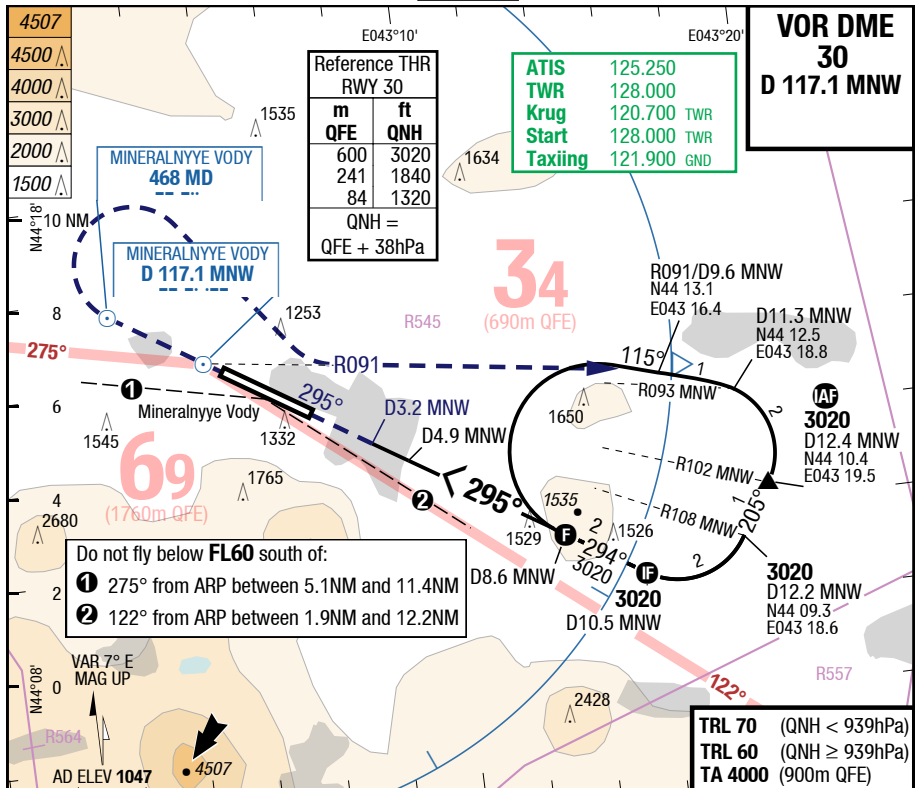 4507
4500
4000
3000
2000
1500
E043°10'
E043°20'
VOR DME
30
D 117.1 MNW
Reference THR
RWY 30
m ft
QFE QNH
600 3020
241 1840
84 1320
QNH =
QFE + 38hPa
ATIS 125.250
TWR 128.000
Krug 120.700 TWR
Start 128.000 TWR
Taxiing 121.900 GND
1535
1634
MINERALNYYE VODY
468 MD
N44°18'
10 NM
MINERALNYYE VODY
D 117.1 MNW
34
(690m QFE)
R091/D9.6 MNW
N44 13.1
E043 16.4
D11.3 MNW
N44 12.5
E043 18.8
8
1253
R545
275°
R091
115°
1
R093 MNW
IAF
3020
D12.4 MNW
N44 10.4
E043 19.5
1
Mineralnyye Vody
295°
6
D3.2 MNW
1650
2
1545
1332
D4.9 MNW
R102 MNW
69
(1760m QFE)
1765
< 295°
1535
R108 MNW
1
205°
4
2
2680
1529
F
2
1526
294°
3020
2
D8.6 MNW
IF
3020
D10.5 MNW
3020
D12.2 MNW
N44 09.3
E043 18.6
Do not fly below FL60 south of:
1 275° from ARP between 5.1NM and 11.4NM
2 122° from ARP between 1.9NM and 12.2NM
2
VAR 7° E
MAG UP
N44°08'
0
122°
R557
2428
R564
4507
AD ELEV 1047
TRL 70 (QNH < 939hPa)
TRL 60 (QNH ≥ 939hPa)
TA 4000 (900m QFE)